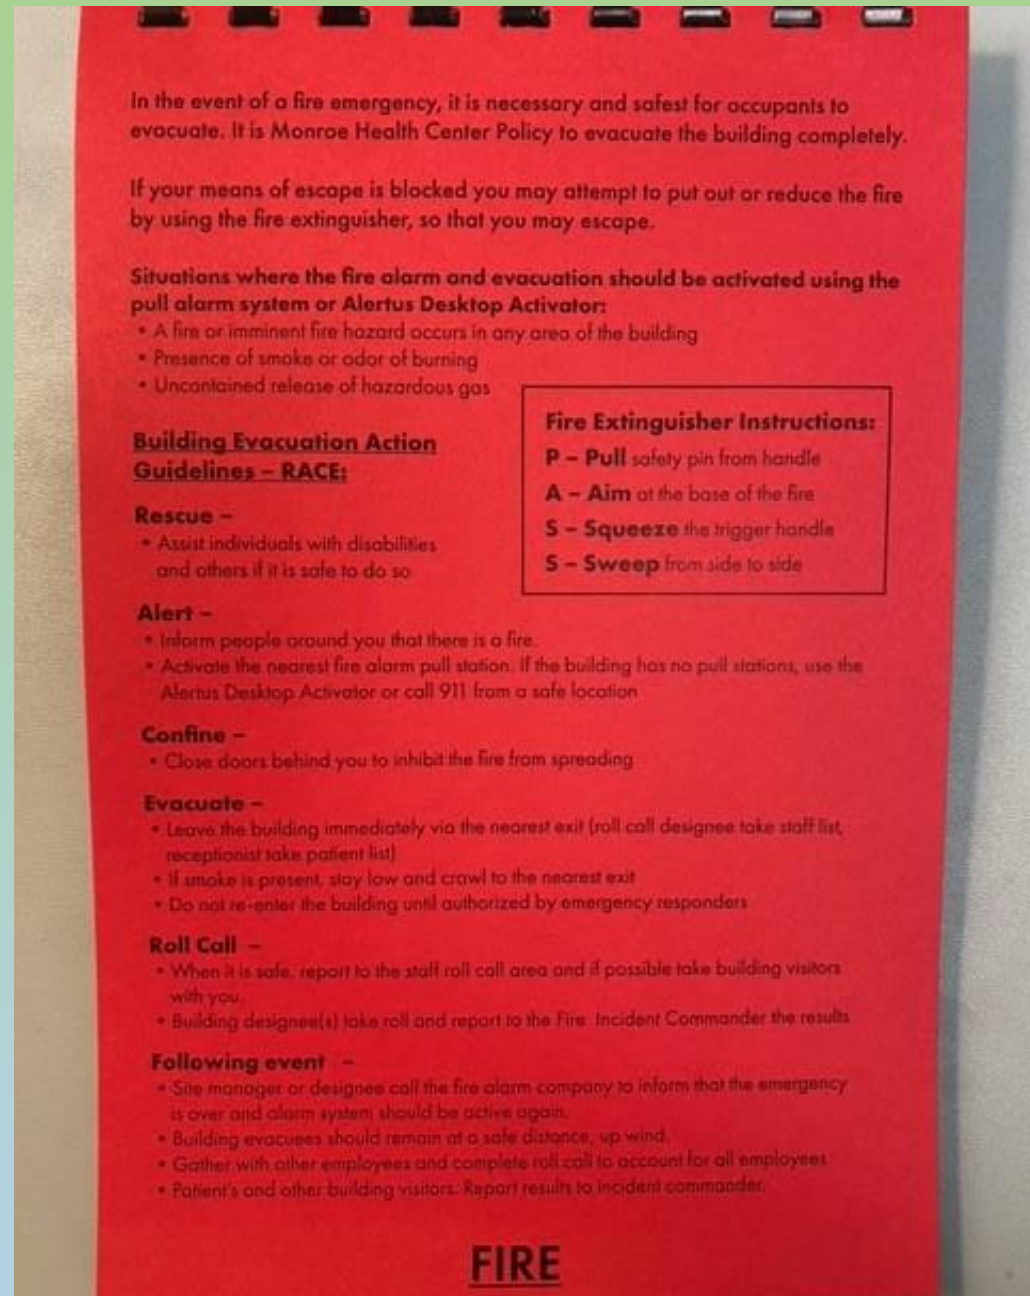 In the event of a fire emergency, it is necessary and safest for occupants to
evacuate. It is Monroe Health Center Policy to evacuate the building completely.
If your means of escape is blocked you may attempt to put out or reduce the fire
by using the fire extinguisher, so that you may escape.
Situations where the fire alarm and evacuation should be activated using the
pull alarm system or Alertus Desktop Activator:
• A fire or imminent fire hazard occurs in any area of the building
• Presence of smoke or odor of burning
• Uncontained release of hazardous gas
Fire Extinguisher Instructions:
P – Pull safety pin from handle
A – Aim at the base of the fire
S – Squeeze the trigger handle
S – Sweep from side to side
Building Evacuation Action
Guidelines – RACE:
Rescue –
• Assist individuals with disabilities
and others if it is safe to do so
Alert –
• Inform people around you that there is a fire.
• Activate the nearest fire alarm pull station. If the building has no pull stations, use the
Alertus Desktop Activator or call 911 from a safe location
Confine –
• Close doors behind you to inhibit the fire from spreading
Evacuate –
• Leave the building immediately via the nearest exit (roll call designee take staff list,
receptionist take patient list)
• If smoke is present, stay low and crawl to the nearest exit
• Do not re-enter the building until authorized by emergency responders
Roll Call –
• When it is safe, report to the staff roll call area and if possible take building visitors
with you.
• Building designee(s) take roll and report to the Fire Incident Commander the results
Following event –
• Site manager or designee call the fire alarm company to inform that the emergency
is over and alarm system should be active again.
• Building evacuees should remain at a safe distance, up wind.
• Gather with other employees and complete roll call to account for all employees
• Patient's and other building visitors. Report results to incident commander.
FIRE